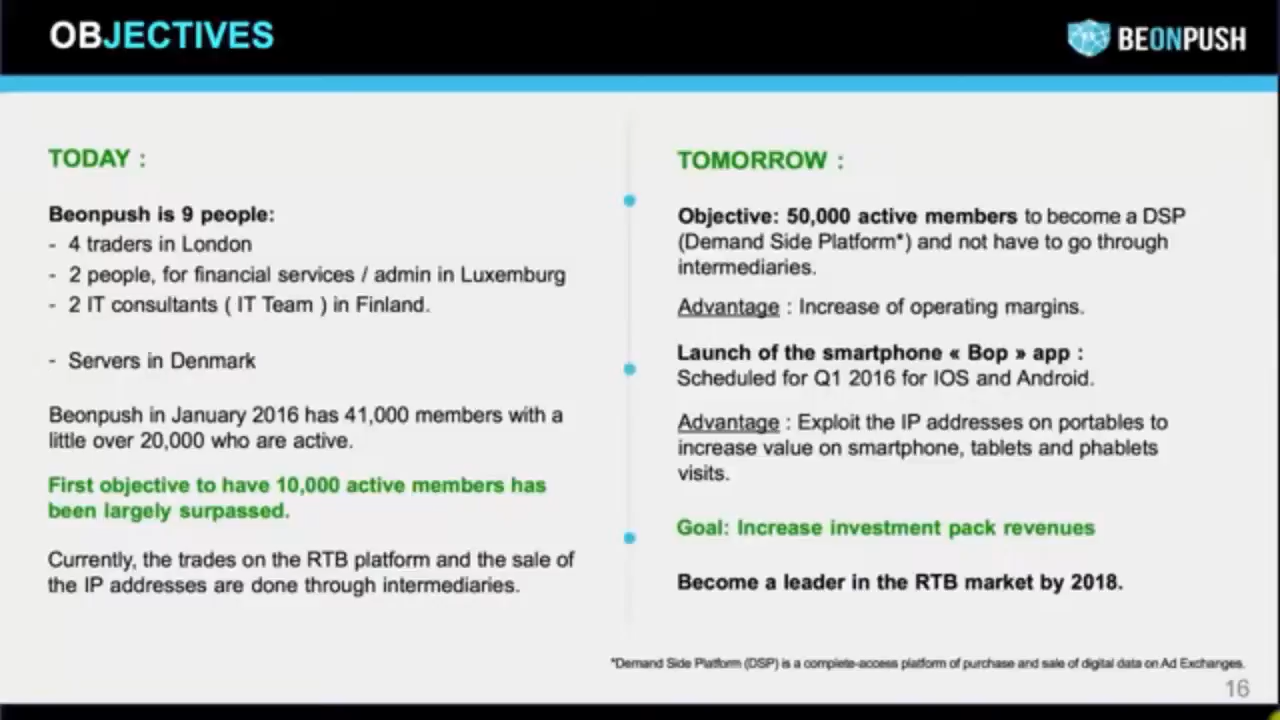 OBJECTIVES
BEONPUSH
TODAY :
Beonpush is 9 people:
- 4 traders in London
- 2 people, for financial services / admin in Luxemburg
- 2 IT consultants ( IT Team ) in Finland.
- Servers in Denmark
Beonpush in January 2016 has 41,000 members with a
little over 20,000 who are active.
First objective to have 10,000 active members has
been largely surpassed.
Currently, the trades on the RTB platform and the sale of
the IP addresses are done through intermediaries.
TOMORROW :
Objective: 50,000 active members to become a DSP
(Demand Side Platform*) and not have to go through
intermediaries.
Advantage : Increase of operating margins.
Launch of the smartphone « Bop » app :
Scheduled for Q1 2016 for IOS and Android.
Advantage : Exploit the IP addresses on portables to
increase value on smartphone, tablets and phablets
visits.
Goal: Increase investment pack revenues
Become a leader in the RTB market by 2018.
*Demand Side Platform (DSP) is a complete-access platform of purchase and sale of digital data on Ad Exchanges.
16